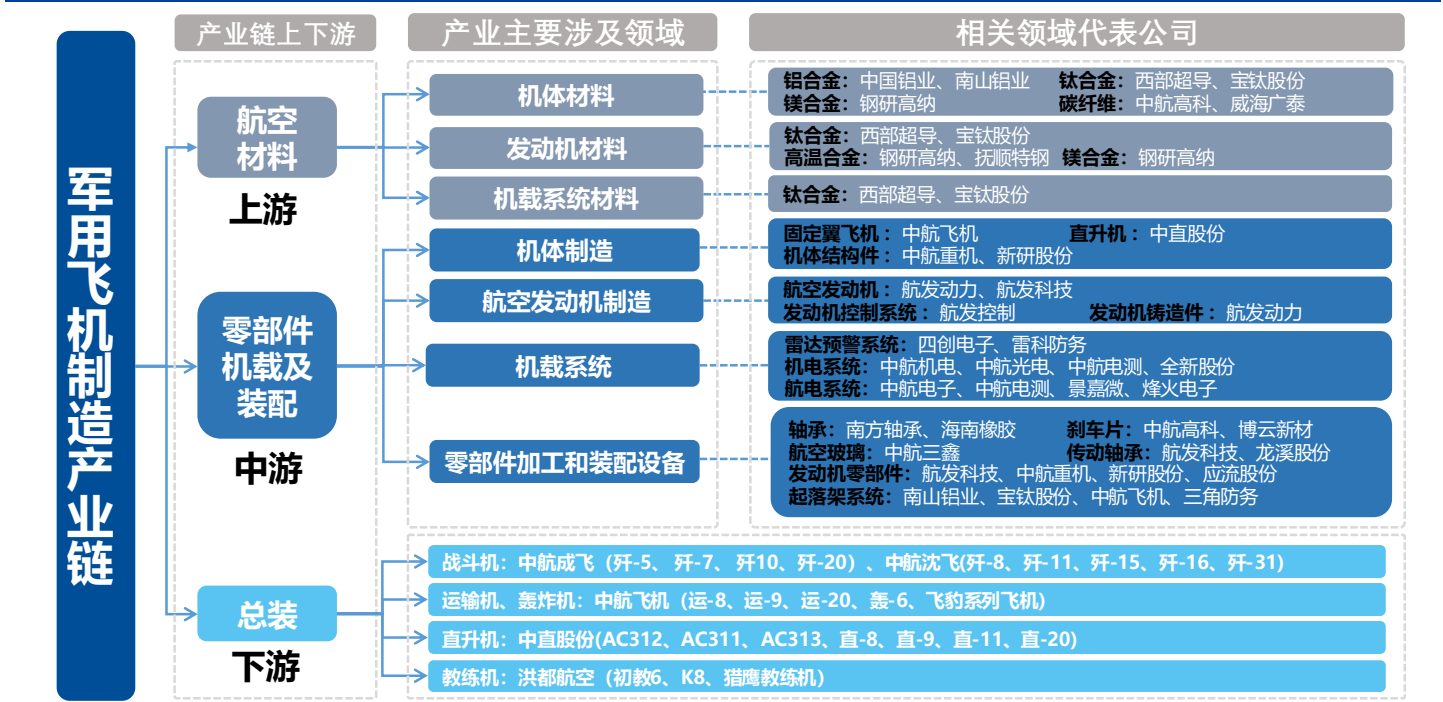 军用飞机制造产业链
产业链上下游
产业主要涉及领域
相关领域代表公司
航空
材料
上游
机体材料
铝合金：中国铝业、南山铝业 钛合金：西部超导、宝钛股份
镁合金：钢研高纳 碳纤维：中航高科、威海广泰
发动机材料
钛合金：西部超导、宝钛股份
高温合金：钢研高纳、抚顺特钢 镁合金：钢研高纳
机载系统材料
钛合金：西部超导、宝钛股份
零部件
机载及
装配
中游
机体制造
固定翼飞机：中航飞机 直升机：中直股份
机体结构件：中航重机、新研股份
航空发动机制造
航空发动机：航发动力、航发科技
发动机控制系统：航发控制 发动机铸造件：航发动力
机载系统
雷达预警系统：四创电子、雷科防务
机电系统：中航机电、中航光电、中航电测、全新股份
航电系统：中航电子、中航电测、景嘉微、烽火电子
零部件加工和装配设备
轴承：南方轴承、海南橡胶 刹车片：中航高科、博云新材
航空玻璃：中航三鑫 传动轴承：航发科技、龙溪股份
发动机零部件：航发科技、中航重机、新研股份、应流股份
起落架系统：南山铝业、宝钛股份、中航飞机、三角防务
总装
下游
战斗机：中航成飞（歼-5、歼-7、歼10、歼-20）、中航沈飞(歼-8、歼-11、歼-15、歼-16、歼-31)
运输机、轰炸机：中航飞机（运-8、运-9、运-20、轰-6、飞豹系列飞机)
直升机：中直股份(AC312、AC311、AC313、直-8、直-9、直-11、直-20)
教练机：洪都航空（初教6、K8、猎鹰教练机）